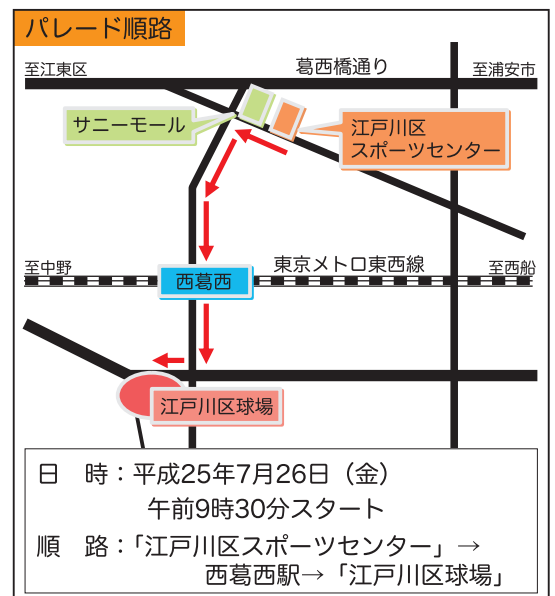 パレード順路
至江東区
葛西橋通り
至浦安市
サニーモール
江戸川区
スポーツセンター
至中野
東京メトロ東西線
至西船
西葛西
江戸川区球場
日　時：平成25年7月26日（金）
午前9時30分スタート
順　路：「江戸川区スポーツセンター」→
西葛西駅→「江戸川区球場」